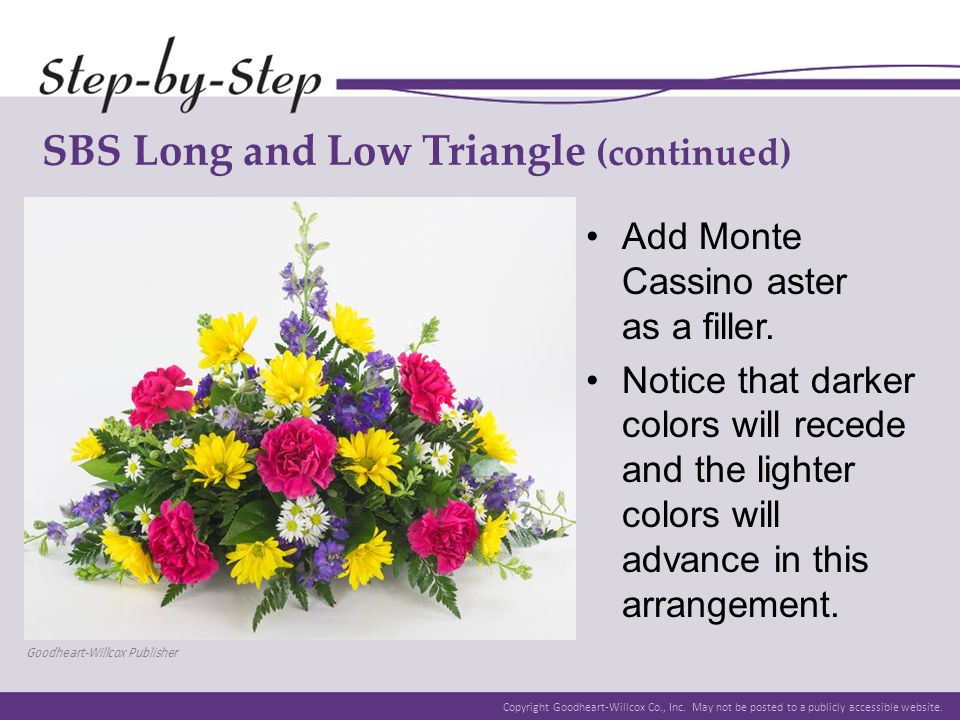 Step-by-Step
SBS Long and Low Triangle (continued)
• Add Monte
Cassino aster
as a filler.
• Notice that darker
colors will recede
and the lighter
colors will
advance in this
arrangement.
Goodheart-Willcox Publisher
Copyright Goodheart-Willcox Co., Inc. May not be posted to a publicly accessible website.